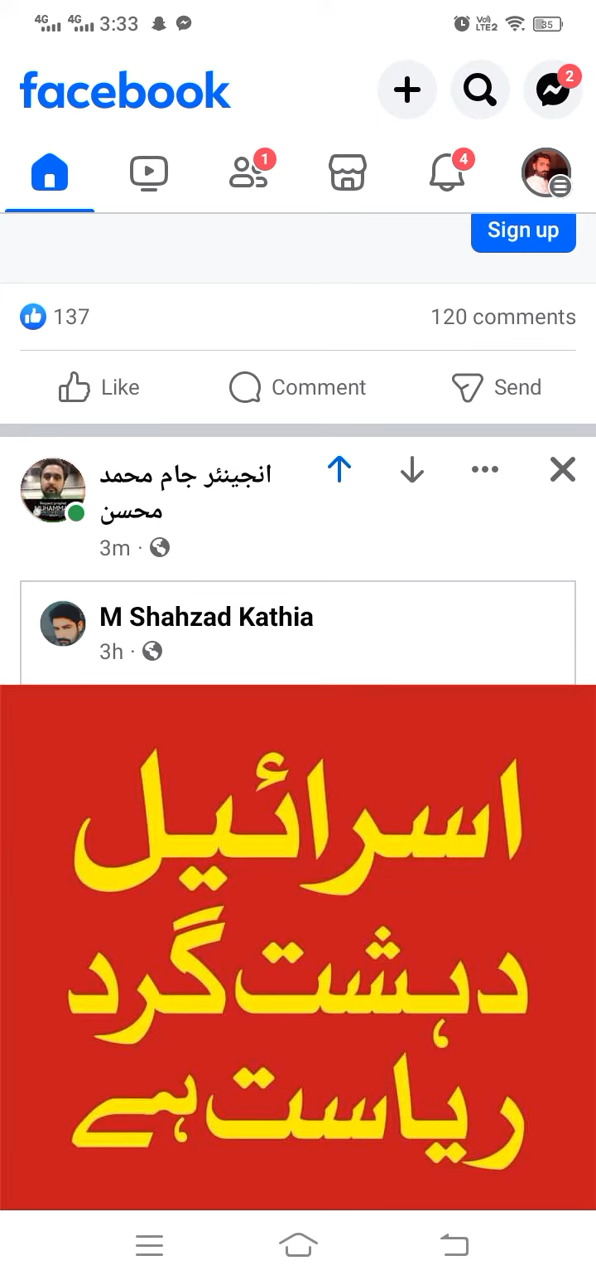 4G 4G 3:33 Vol) LTE2 35
facebook
2
1
4
Sign up
137 120 comments
Like Comment Send
انجینئر جام محمد
محسن
3m ·
M Shahzad Kathia
3h ·
اسرائیل
دہشت گرد
ریاست ہے